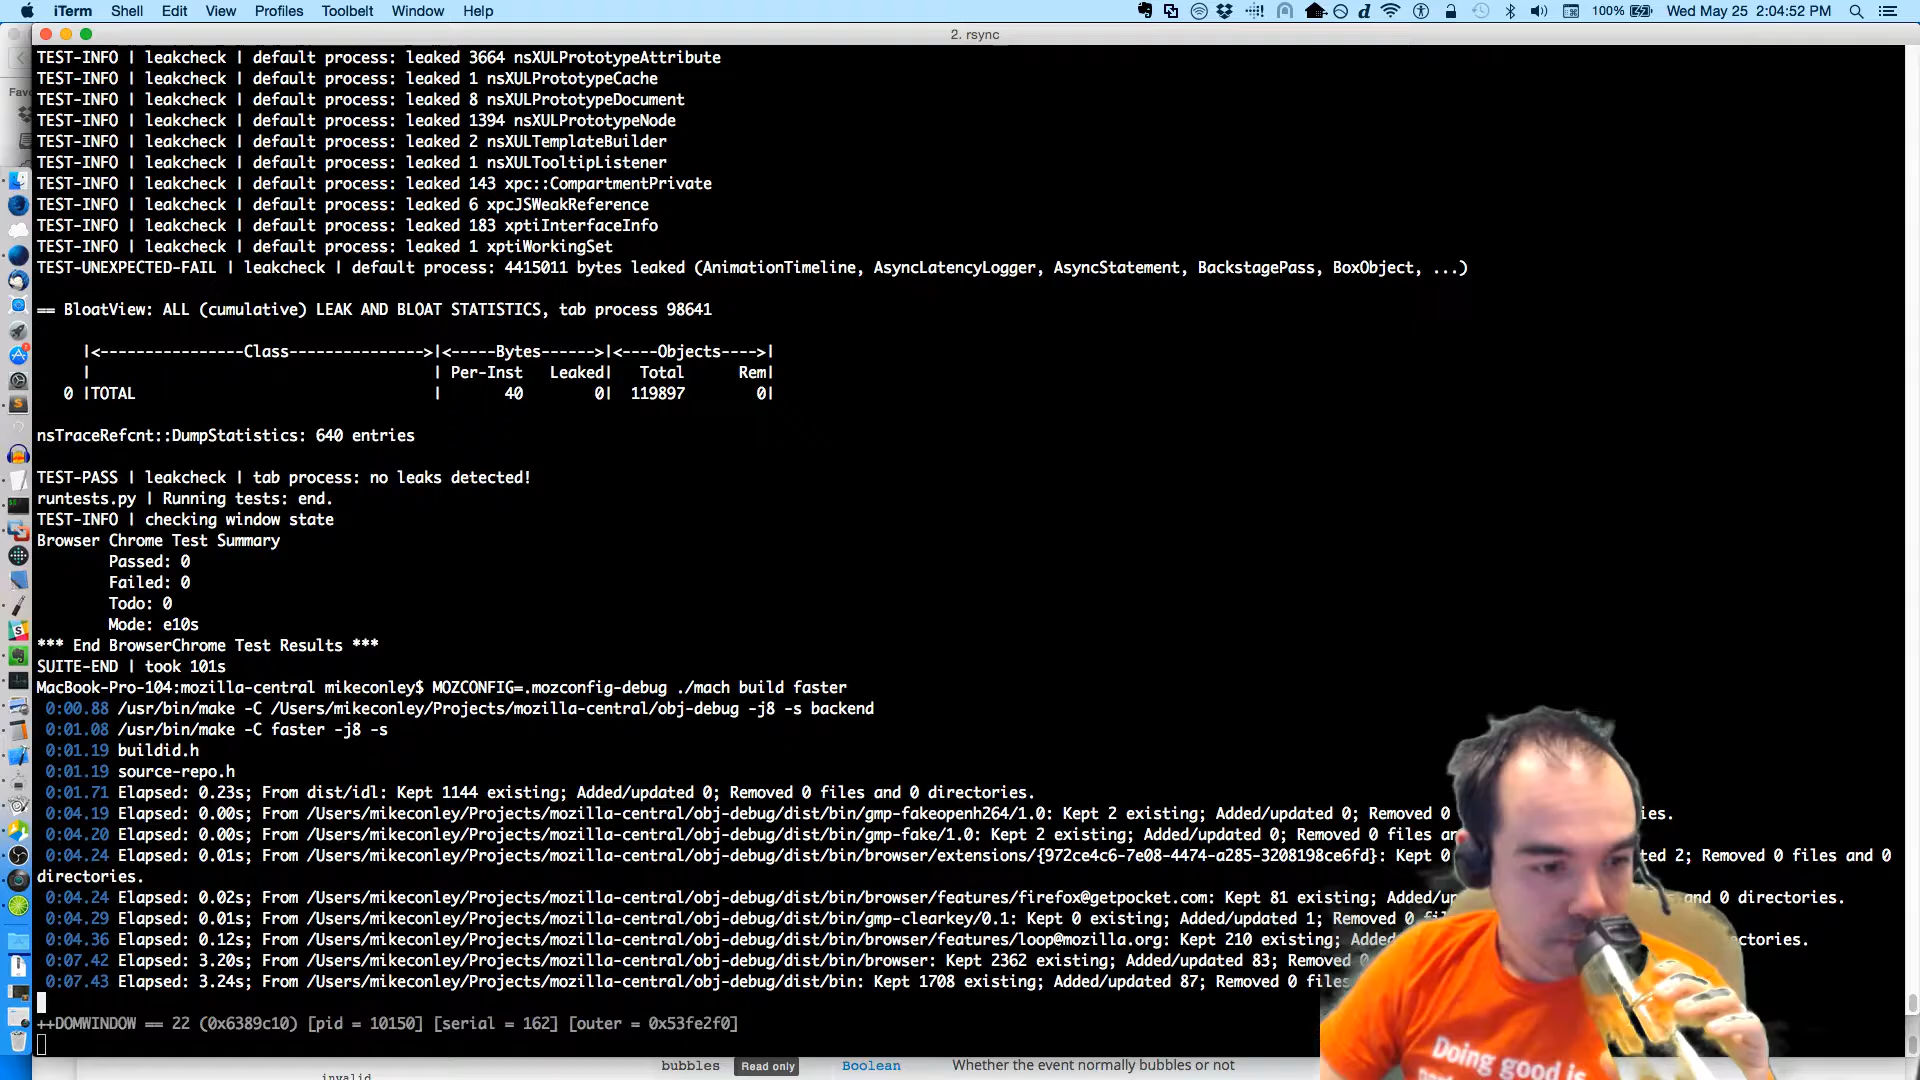 iTerm Shell Edit View Profiles Toolbelt Window Help 100% Wed May 25 2:04:52 PM
2. rsync
Fav
TEST-INFO | leakcheck | default process: leaked 3664 nsXULPrototypeAttribute
TEST-INFO | leakcheck | default process: leaked 1 nsXULPrototypeCache
TEST-INFO | leakcheck | default process: leaked 8 nsXULPrototypeDocument
TEST-INFO | leakcheck | default process: leaked 1394 nsXULPrototypeNode
TEST-INFO | leakcheck | default process: leaked 2 nsXULTemplateBuilder
TEST-INFO | leakcheck | default process: leaked 1 nsXULTooltipListener
TEST-INFO | leakcheck | default process: leaked 143 xpc::CompartmentPrivate
TEST-INFO | leakcheck | default process: leaked 6 xpcJSWeakReference
TEST-INFO | leakcheck | default process: leaked 183 xptiInterfaceInfo
TEST-INFO | leakcheck | default process: leaked 1 xptiWorkingSet
TEST-UNEXPECTED-FAIL | leakcheck | default process: 4415011 bytes leaked (AnimationTimeline, AsyncLatencyLogger, AsyncStatement, BackstagePass, BoxObject, ...)
== BloatView: ALL (cumulative) LEAK AND BLOAT STATISTICS, tab process 98641
|<----------------Class--------------->|<-----Bytes------>|<----Objects---->|
| | Per-Inst Leaked| Total Rem|
0 |TOTAL | 40 0| 119897 0|
nsTraceRefcnt::DumpStatistics: 640 entries
TEST-PASS | leakcheck | tab process: no leaks detected!
runtests.py | Running tests: end.
TEST-INFO | checking window state
Browser Chrome Test Summary
Passed: 0
Failed: 0
Todo: 0
Mode: e10s
*** End BrowserChrome Test Results ***
SUITE-END | took 101s
MacBook-Pro-104:mozilla-central mikeconley$ MOZCONFIG=.mozconfig-debug ./mach build faster
0:00.88 /usr/bin/make -C /Users/mikeconley/Projects/mozilla-central/obj-debug -j8 -s backend
0:01.08 /usr/bin/make -C faster -j8 -s
0:01.19 buildid.h
0:01.19 source-repo.h
0:01.71 Elapsed: 0.23s; From dist/idl: Kept 1144 existing; Added/updated 0; Removed 0 files and 0 directories.
0:04.19 Elapsed: 0.00s; From /Users/mikeconley/Projects/mozilla-central/obj-debug/dist/bin/gmp-fakeopenh264/1.0: Kept 2 existing; Added/updated 0; Removed 0 ies.
0:04.20 Elapsed: 0.00s; From /Users/mikeconley/Projects/mozilla-central/obj-debug/dist/bin/gmp-fake/1.0: Kept 2 existing; Added/updated 0; Removed 0 files an
0:04.24 Elapsed: 0.01s; From /Users/mikeconley/Projects/mozilla-central/obj-debug/dist/bin/browser/extensions/{972ce4c6-7e08-4474-a285-3208198ce6fd}: Kept 0 ted 2; Removed 0 files and 0
directories.
0:04.24 Elapsed: 0.02s; From /Users/mikeconley/Projects/mozilla-central/obj-debug/dist/bin/browser/features/firefox@getpocket.com: Kept 81 existing; Added/up and 0 directories.
0:04.29 Elapsed: 0.01s; From /Users/mikeconley/Projects/mozilla-central/obj-debug/dist/bin/gmp-clearkey/0.1: Kept 0 existing; Added/updated 1; Removed 0 fil
0:04.36 Elapsed: 0.12s; From /Users/mikeconley/Projects/mozilla-central/obj-debug/dist/bin/browser/features/loop@mozilla.org: Kept 210 existing; Added ectories.
0:07.42 Elapsed: 3.20s; From /Users/mikeconley/Projects/mozilla-central/obj-debug/dist/bin/browser: Kept 2362 existing; Added/updated 83; Removed 0
0:07.43 Elapsed: 3.24s; From /Users/mikeconley/Projects/mozilla-central/obj-debug/dist/bin: Kept 1708 existing; Added/updated 87; Removed 0 files
++DOMWINDOW == 22 (0x6389c10) [pid = 10150] [serial = 162] [outer = 0x53fe2f0]
Doing good is
bubbles Read only Boolean Whether the event normally bubbles or not
invalid